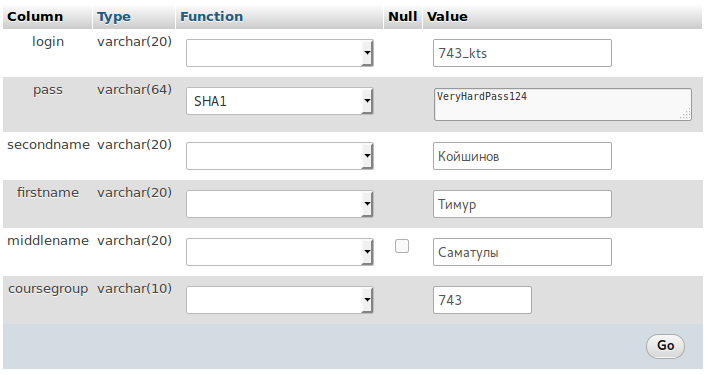 Column Type Function Null Value
login varchar(20) 743_kts
pass varchar(64) SHA1 VeryHardPass124
secondname varchar(20) Койшинов
firstname varchar(20) Тимур
middlename varchar(20) Саматулы
coursegroup varchar(10) 743
Go